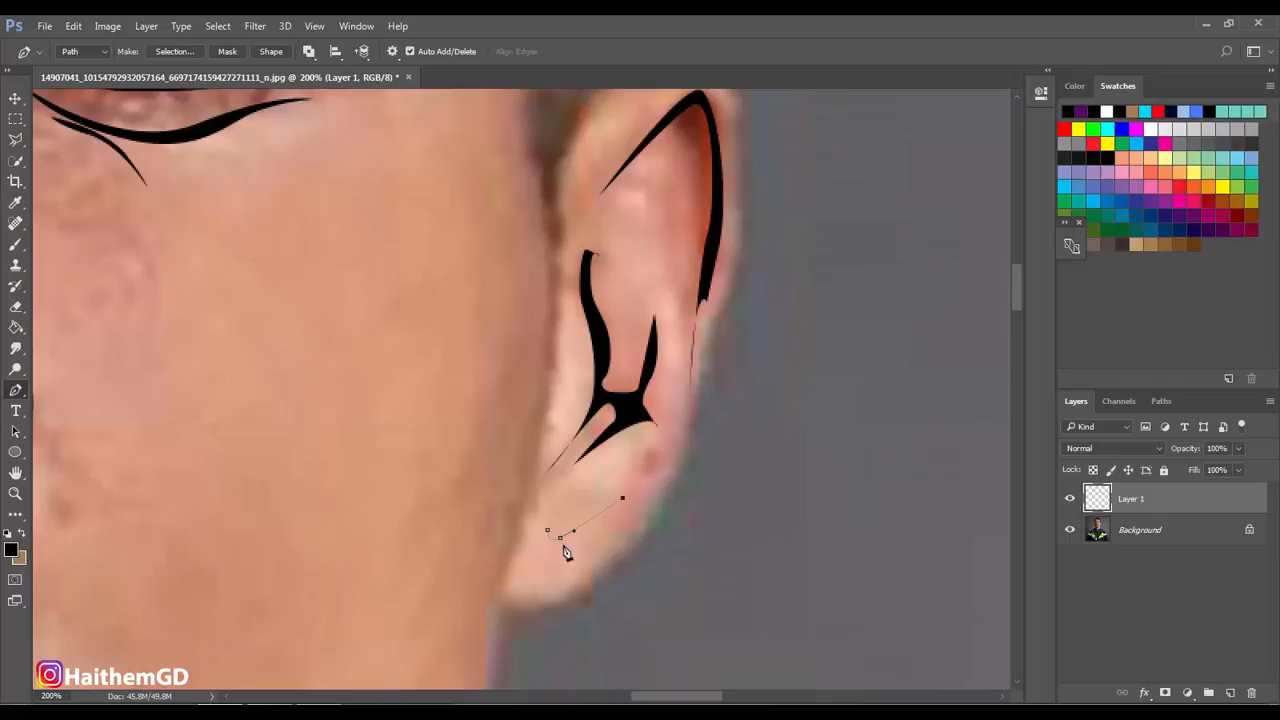 Ps File Edit Image Layer Type Select Filter 3D View Window Help
Path Make: Selection... Mask Shape Auto Add/Delete Align Edges
14907041_10154792932057164_6697174159427271111_n.jpg @ 200% (Layer 1, RGB/8) *
Color Swatches
Layers Channels Paths
Kind
Normal Opacity: 100%
Lock: Fill: 100%
Layer 1
Background
HaithemGD
200% Doc: 45.8M/49.8M